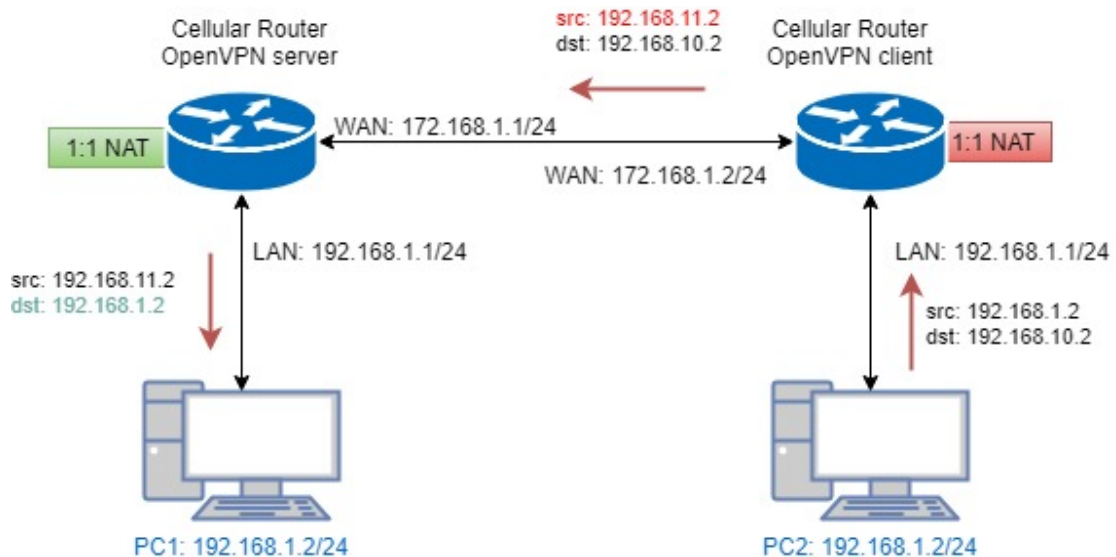 Cellular Router
OpenVPN server
src: 192.168.11.2
dst: 192.168.10.2
Cellular Router
OpenVPN client
1:1 NAT
WAN: 172.168.1.1/24
WAN: 172.168.1.2/24
1:1 NAT
LAN: 192.168.1.1/24
LAN: 192.168.1.1/24
src: 192.168.11.2
dst: 192.168.1.2
src: 192.168.1.2
dst: 192.168.10.2
PC1: 192.168.1.2/24
PC2: 192.168.1.2/24